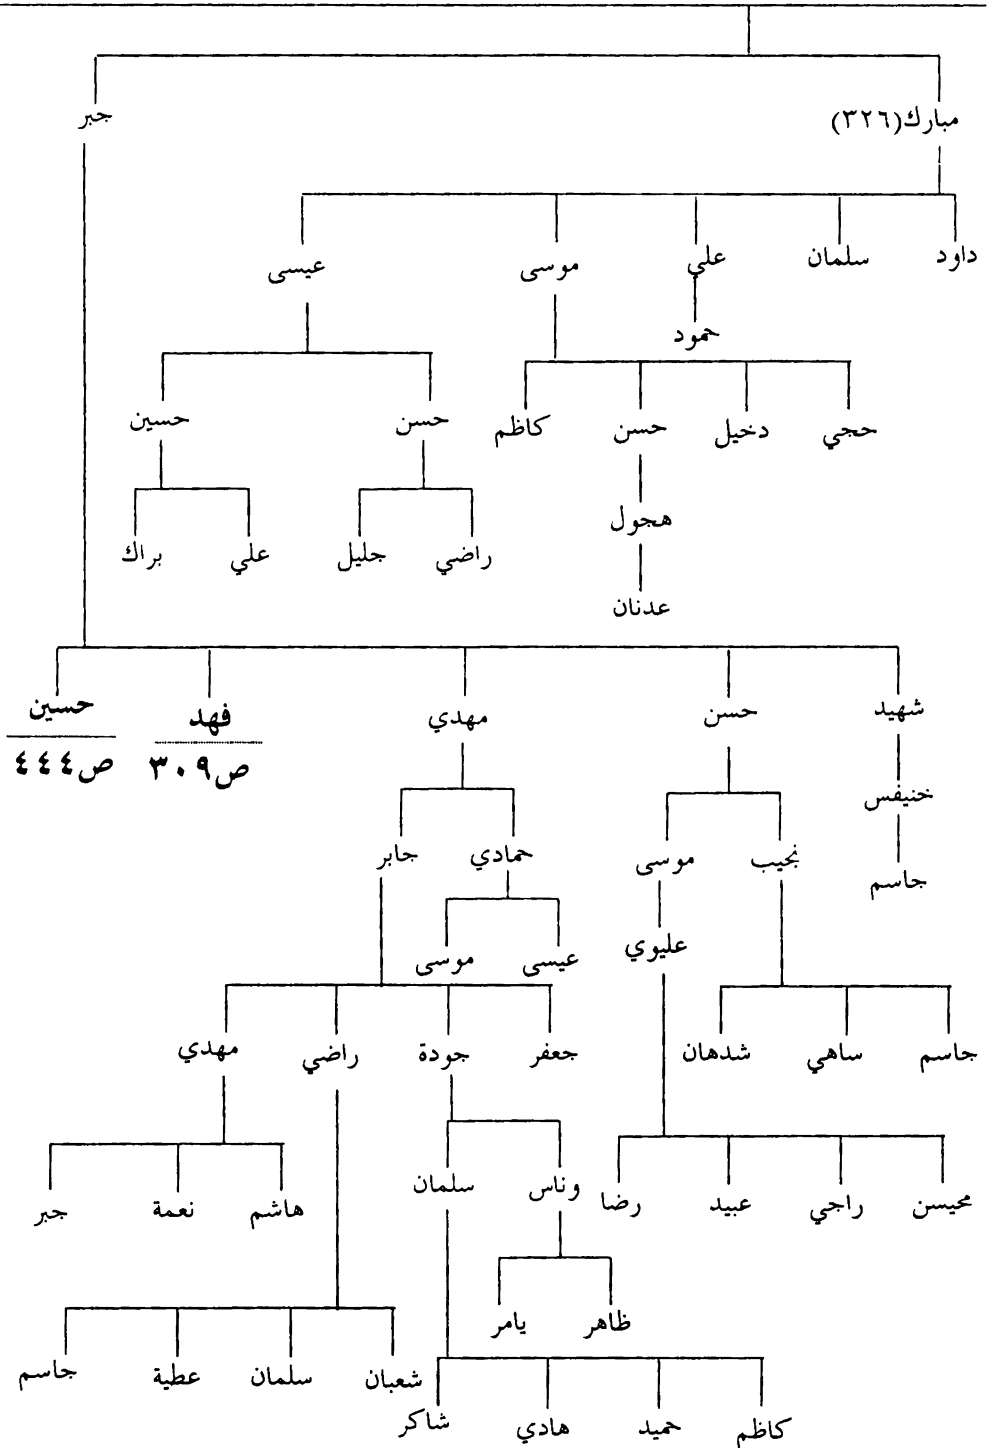 مبارك(٣٢٦) جبر
داود سلمان علي موسى عيسى
حمود
حجي دخيل حسن كاظم حسن حسين
هجول
راضي جليل علي براك
عدنان
شهيد حسن مهدي فهد حسين
ص٣٠٩ ص٤٤٤
خنيفس
نجيب موسى حمادي جابر
جاسم
عليوي عيسى موسى
جاسم ساهي شدهان جعفر جودة راضي مهدي
محيسن راجي عبيد رضا وناس سلمان هاشم نعمة جبر
ظاهر يامر
شعبان سلمان عطية جاسم
كاظم حميد هادي شاكر